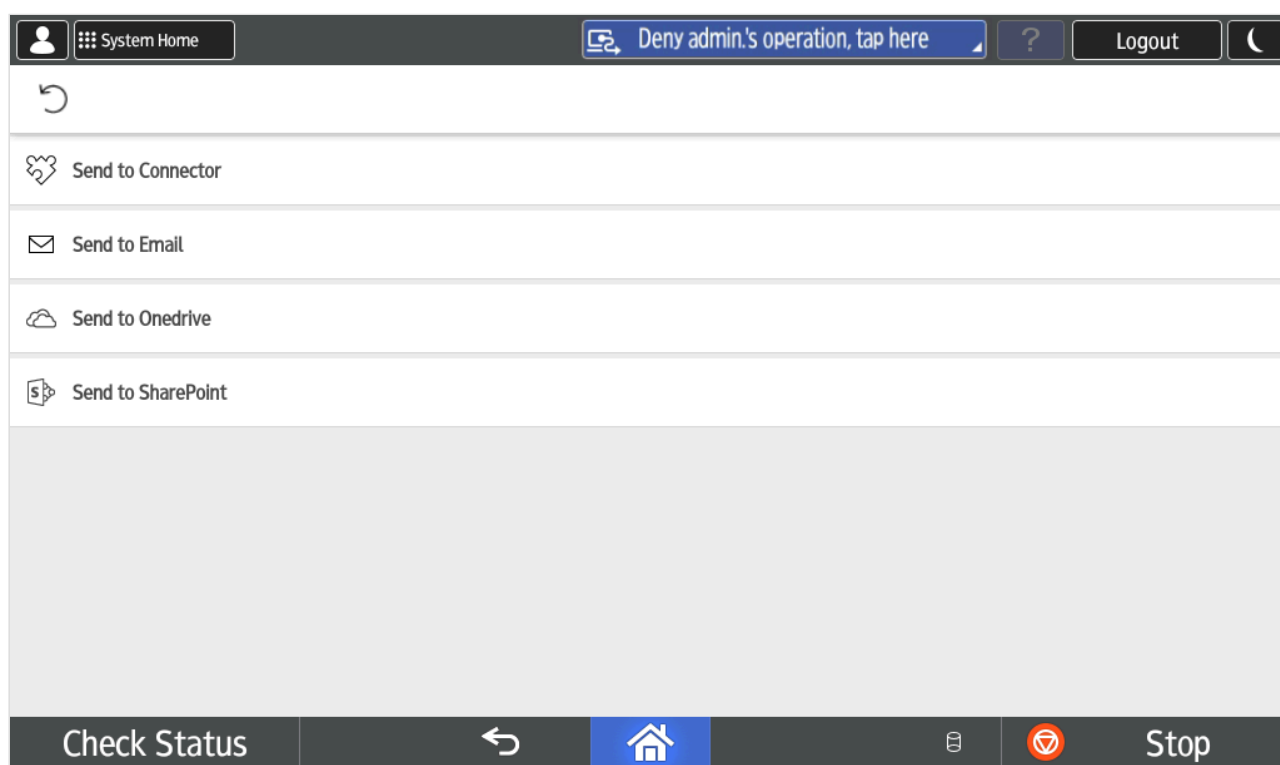 System Home
Deny admin.'s operation, tap here
?
Logout
Send to Connector
Send to Email
Send to Onedrive
S
Send to SharePoint
Check Status
Stop